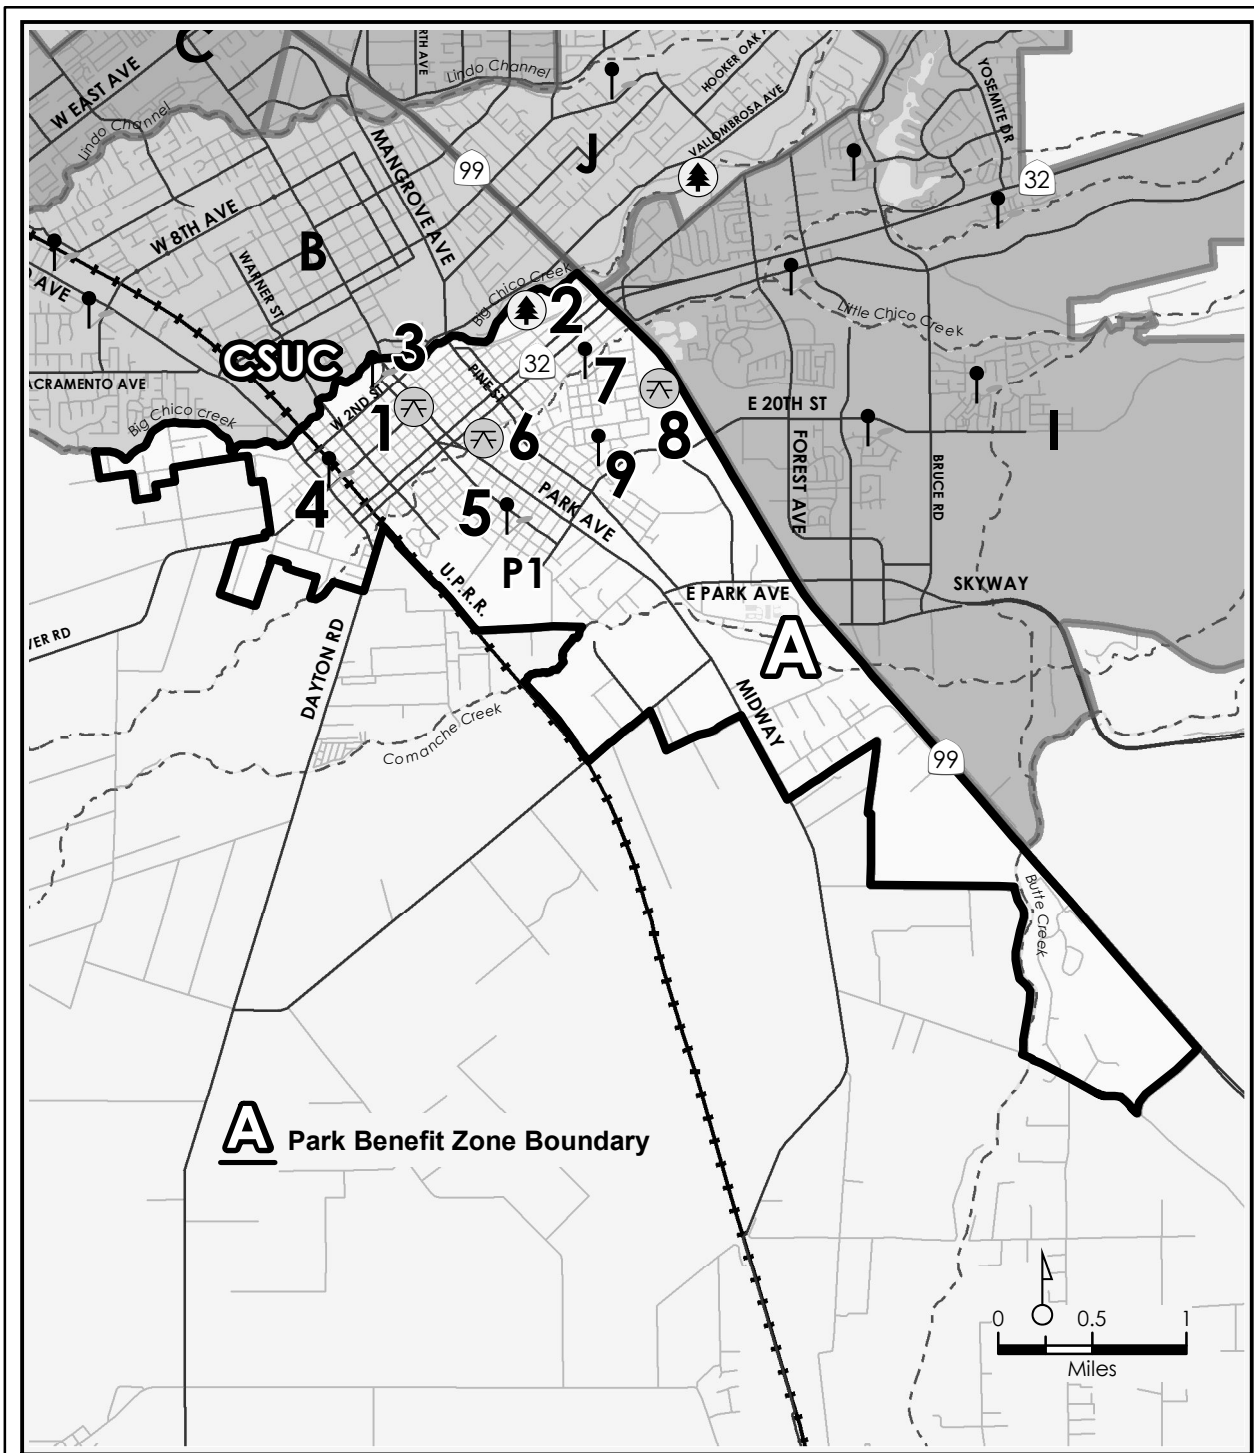 C
RTH AVE
HOOKER OAK A
W EAST AVE
Lindo Channel
YOSEMITE DR
Lindo Channel
VALLOMBROSA AVE
MANGROVE AVE
J
99
32
W 8TH AVE
B
WARNER ST
Big Chico Creek
AVE
2
Little Chico Creek
3
CSUC
32
7
PINE ST
ACRAMENTO AVE
W 2ND ST
E 20TH ST
Big Chico creek
1
6
8
I
FOREST AVE
BRUCE RD
9
4
5
PARK AVE
P1
U.P.R.R.
SKYWAY
E PARK AVE
VER RD
A
DAYTON RD
MIDWAY
Comanche Creek
99
Butte Creek
A Park Benefit Zone Boundary
0 0.5 1
Miles